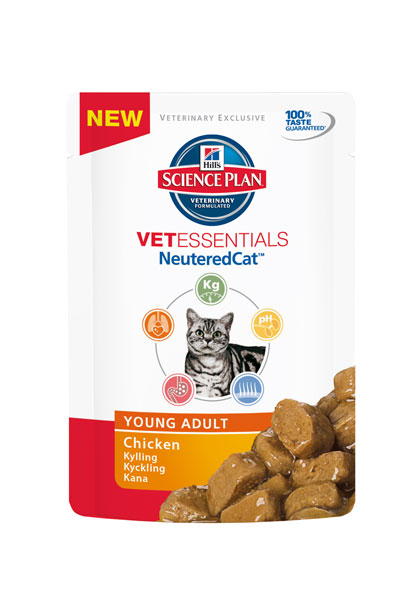 NEW
VETERINARY EXCLUSIVE
100%
TASTE
GUARANTEED*
Hill's
SCIENCE PLAN
VETERINARY
FORMULATED
VETESSENTIALS
NeuteredCat™
Kg
pH
YOUNG ADULT
Chicken
Kylling
Kyckling
Kana